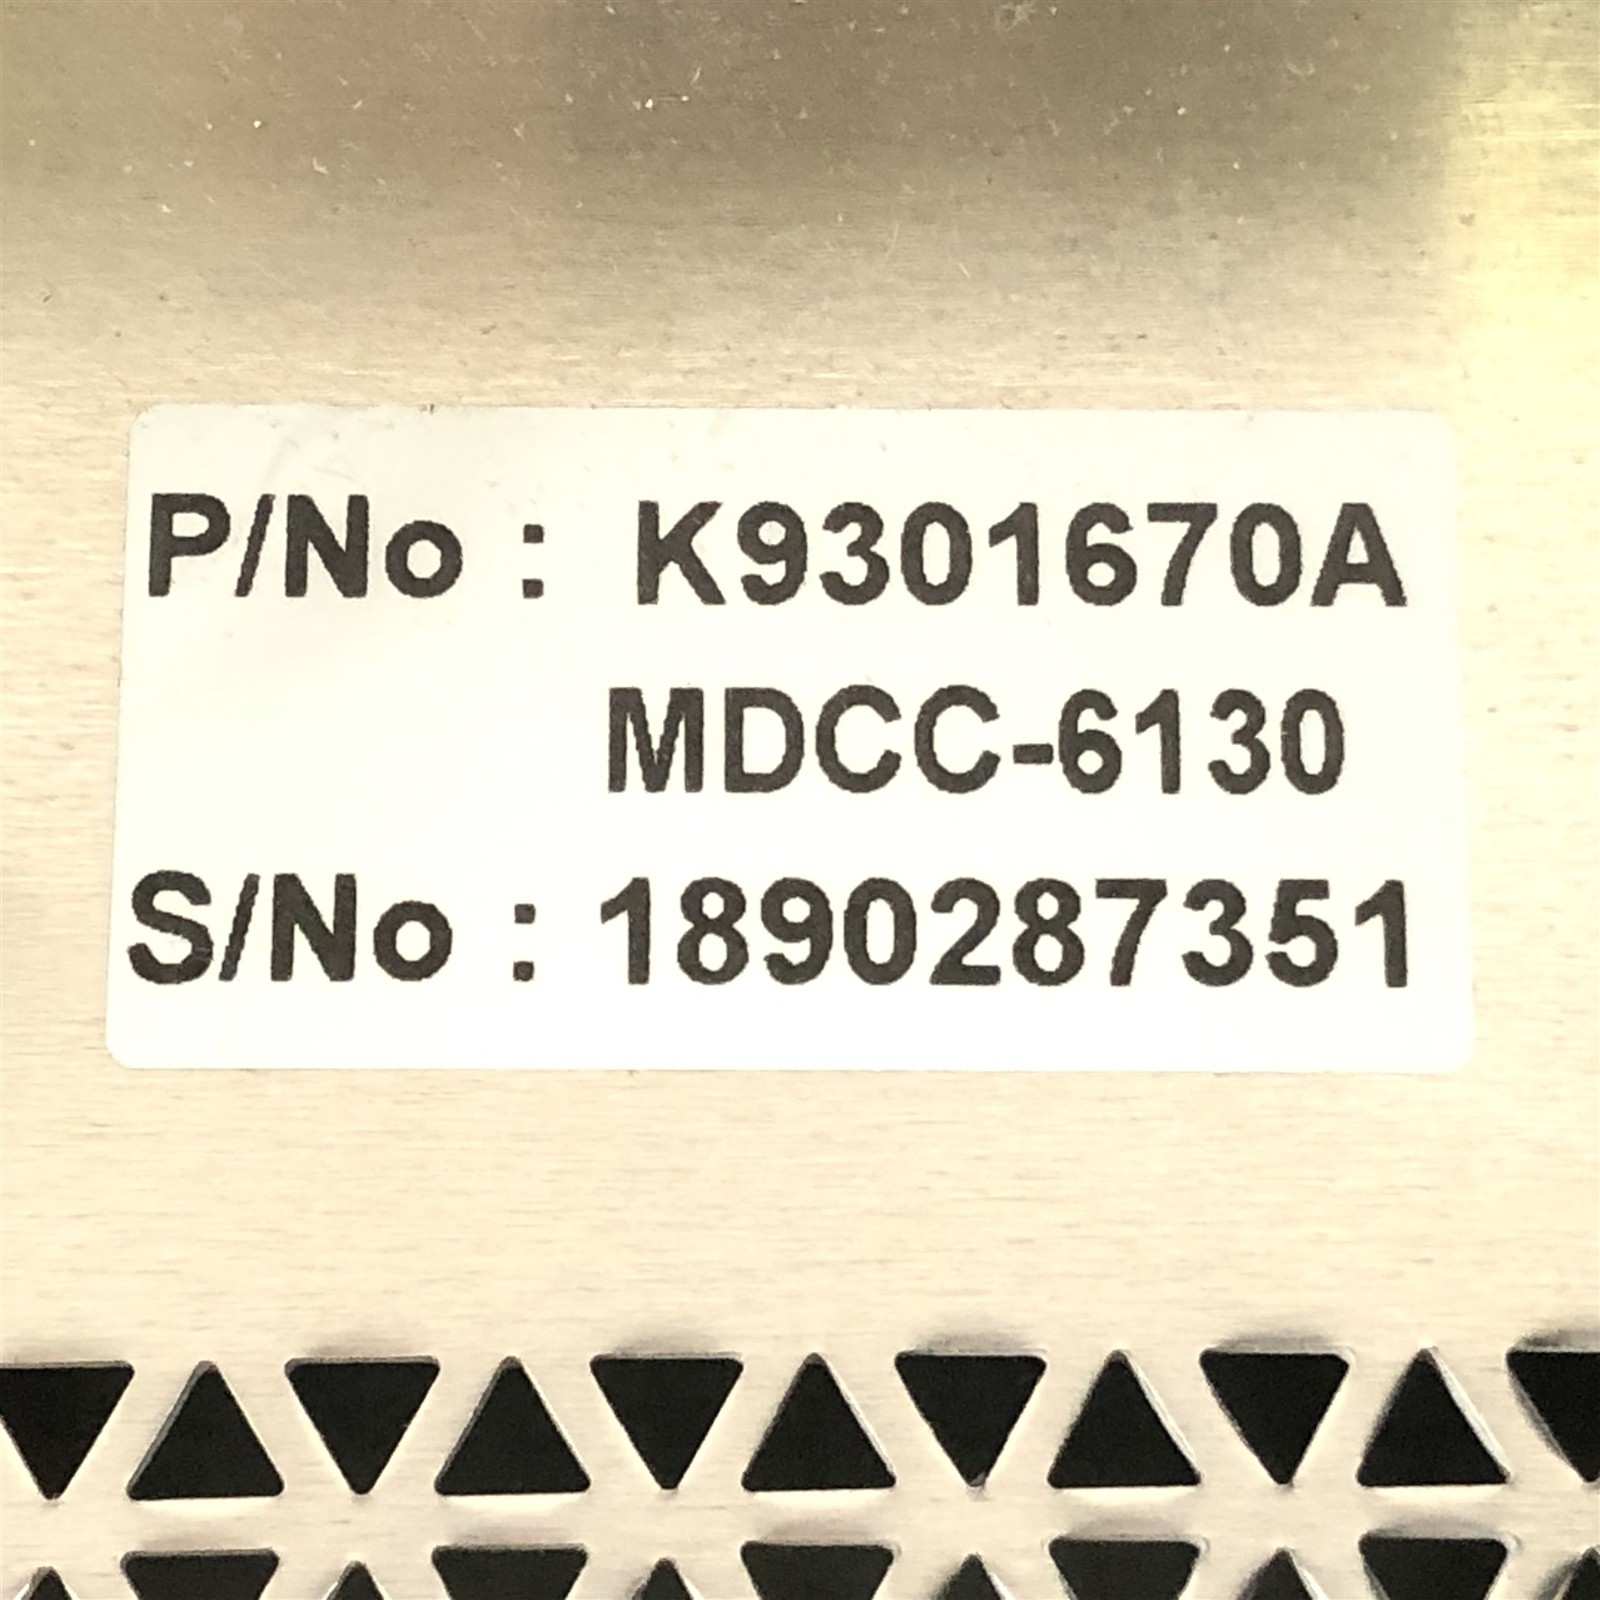 P/No : K9301670A
MDCC-6130
S/No : 1890287351